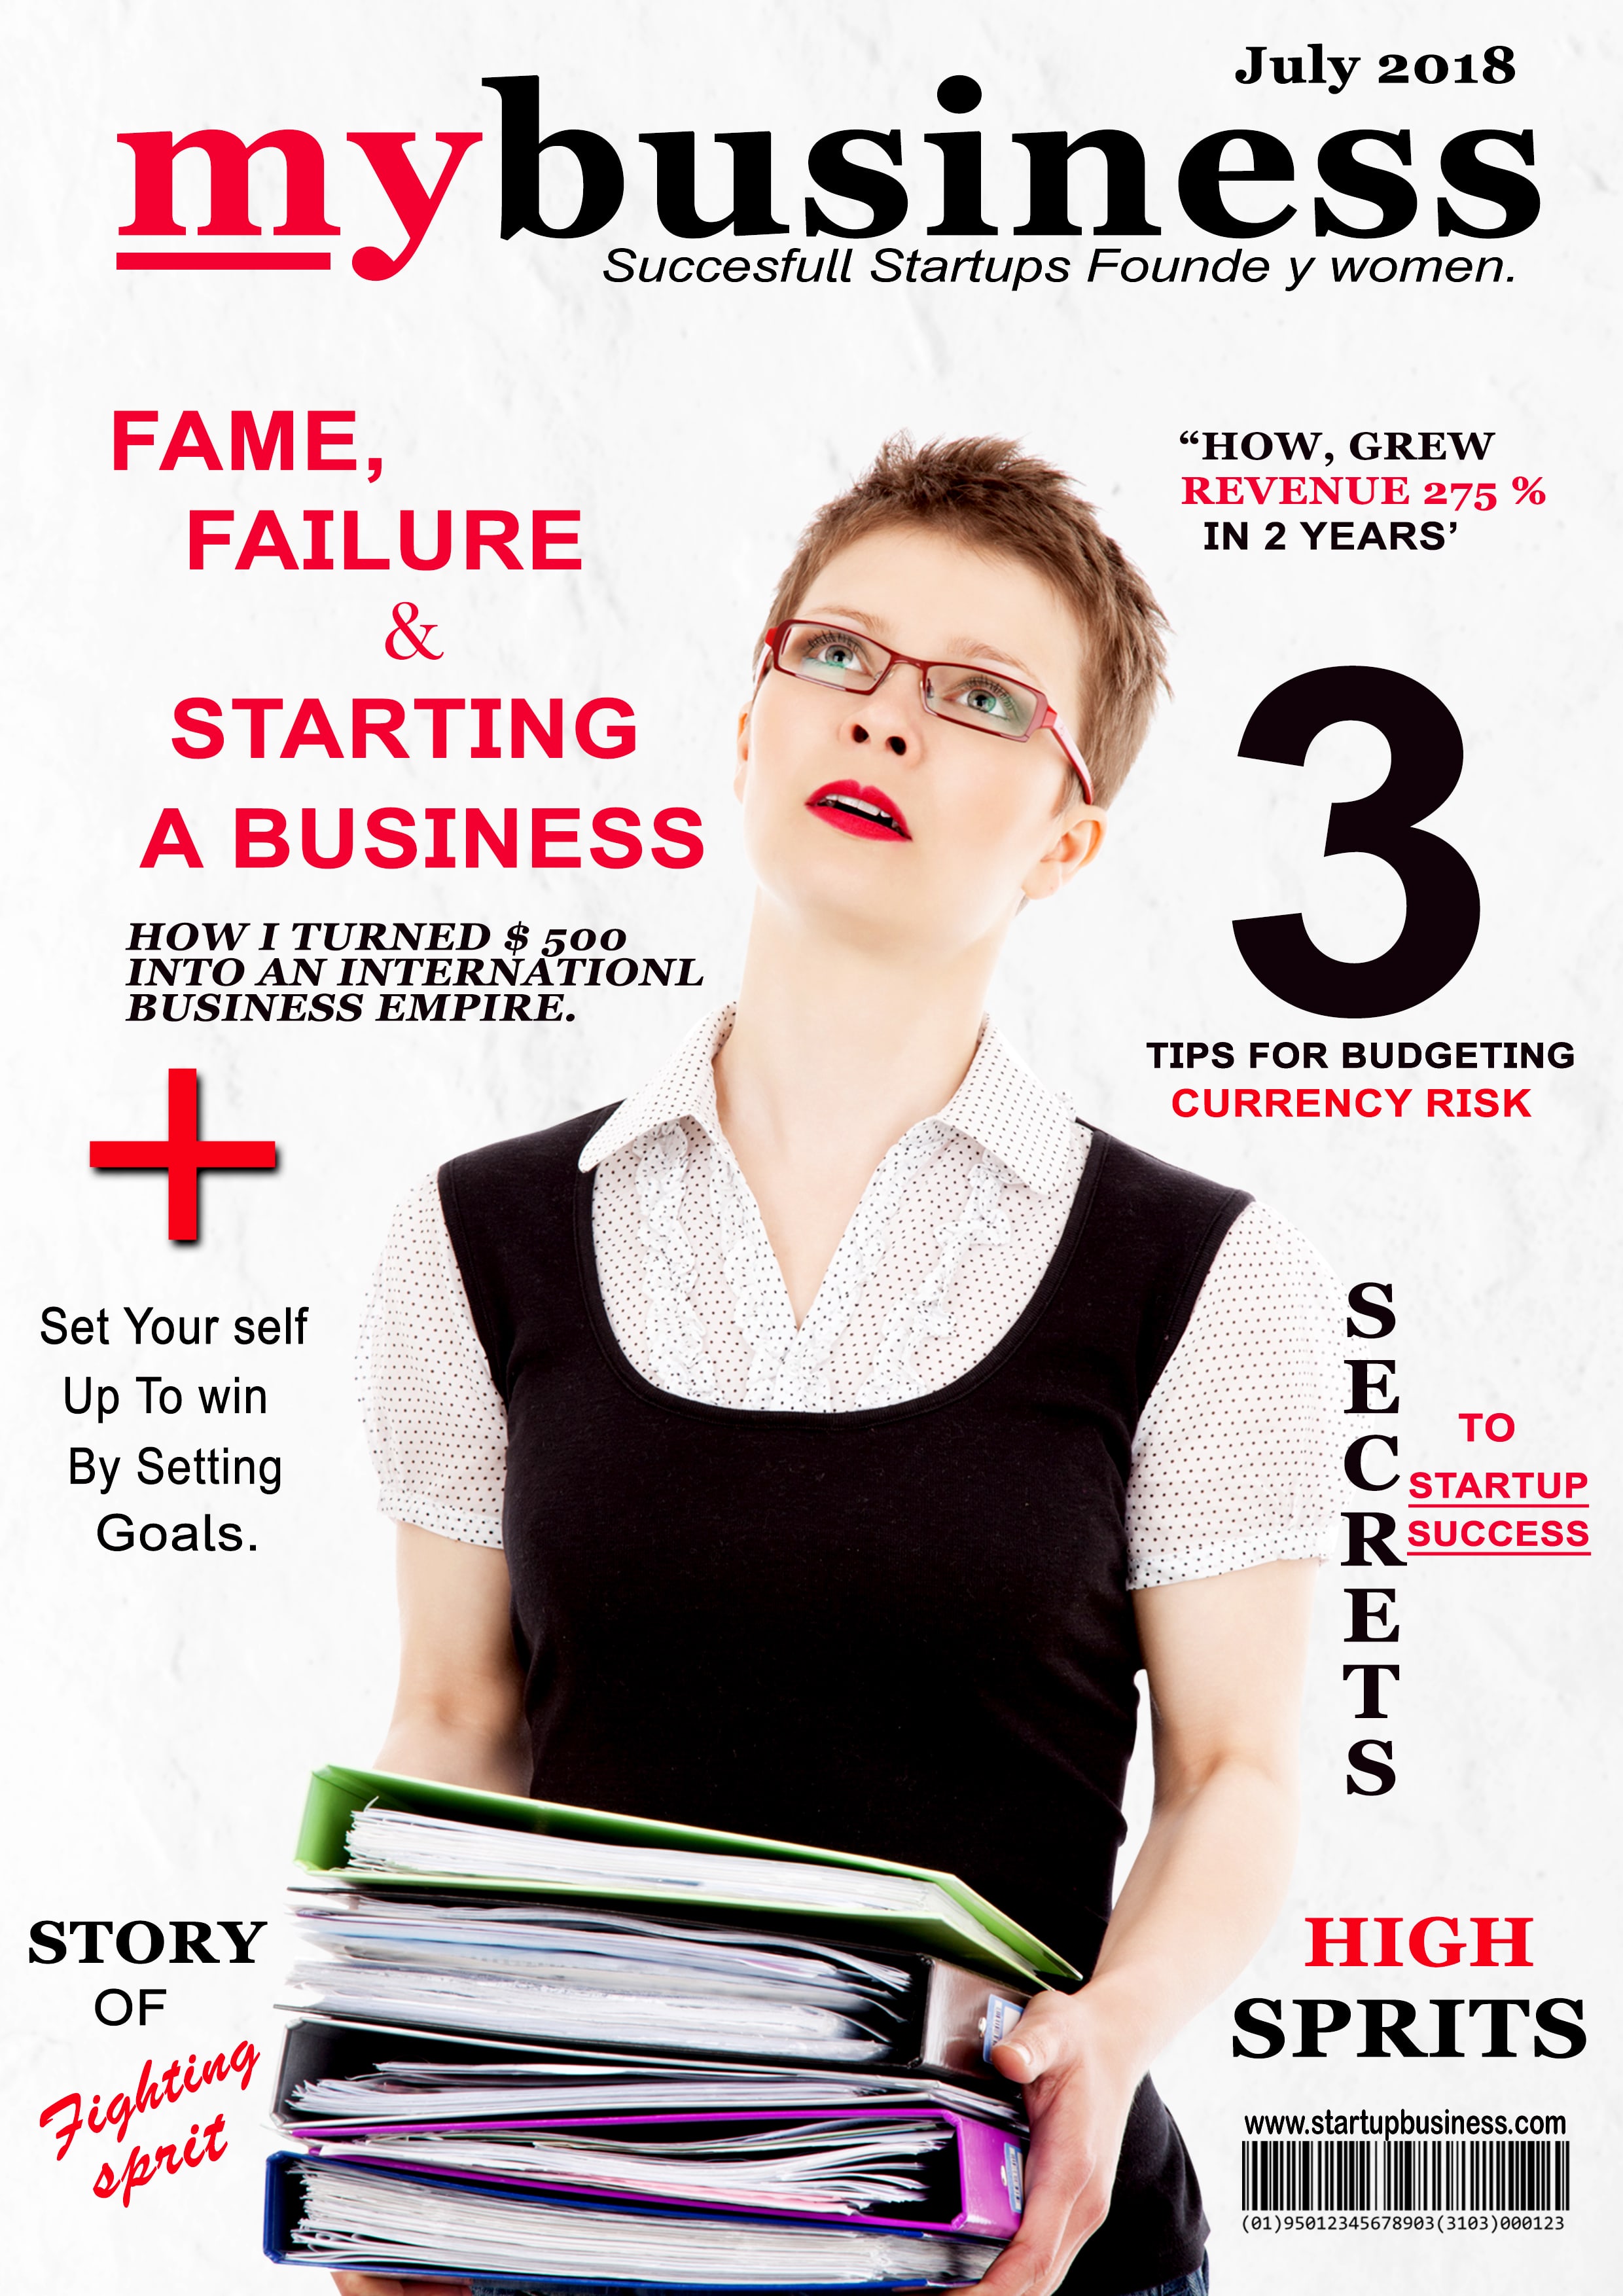 July 2018
mybusiness
Succesfull Startups Founde y women.
FAME,
FAILURE
&
STARTING
A BUSINESS
HOW I TURNED $ 500
INTO AN INTERNATIONL
BUSINESS EMPIRE.
+
Set Your self
Up To win
By Setting
Goals.
STORY
OF
Fighting
sprit
“HOW, GREW
REVENUE 275 %
IN 2 YEARS’
3
TIPS FOR BUDGETING
CURRENCY RISK
SECRETS
TO
STARTUP
SUCCESS
HIGH
SPRITS
www.startupbusiness.com
(01)95012345678903(3103)000123